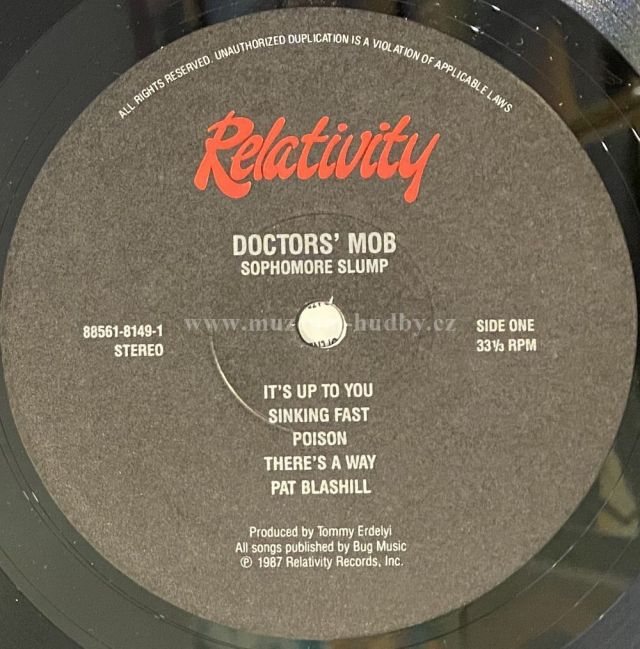 ALL RIGHTS RESERVED. UNAUTHORIZED DUPLICATION IS A VIOLATION OF APPLICABLE LAWS
Relativity
DOCTORS' MOB
SOPHOMORE SLUMP
88561-8149-1
STEREO
SIDE ONE
33⅓ RPM
IT'S UP TO YOU
SINKING FAST
POISON
THERE'S A WAY
PAT BLASHILL
Produced by Tommy Erdelyi
All songs published by Bug Music
℗ 1987 Relativity Records, Inc.